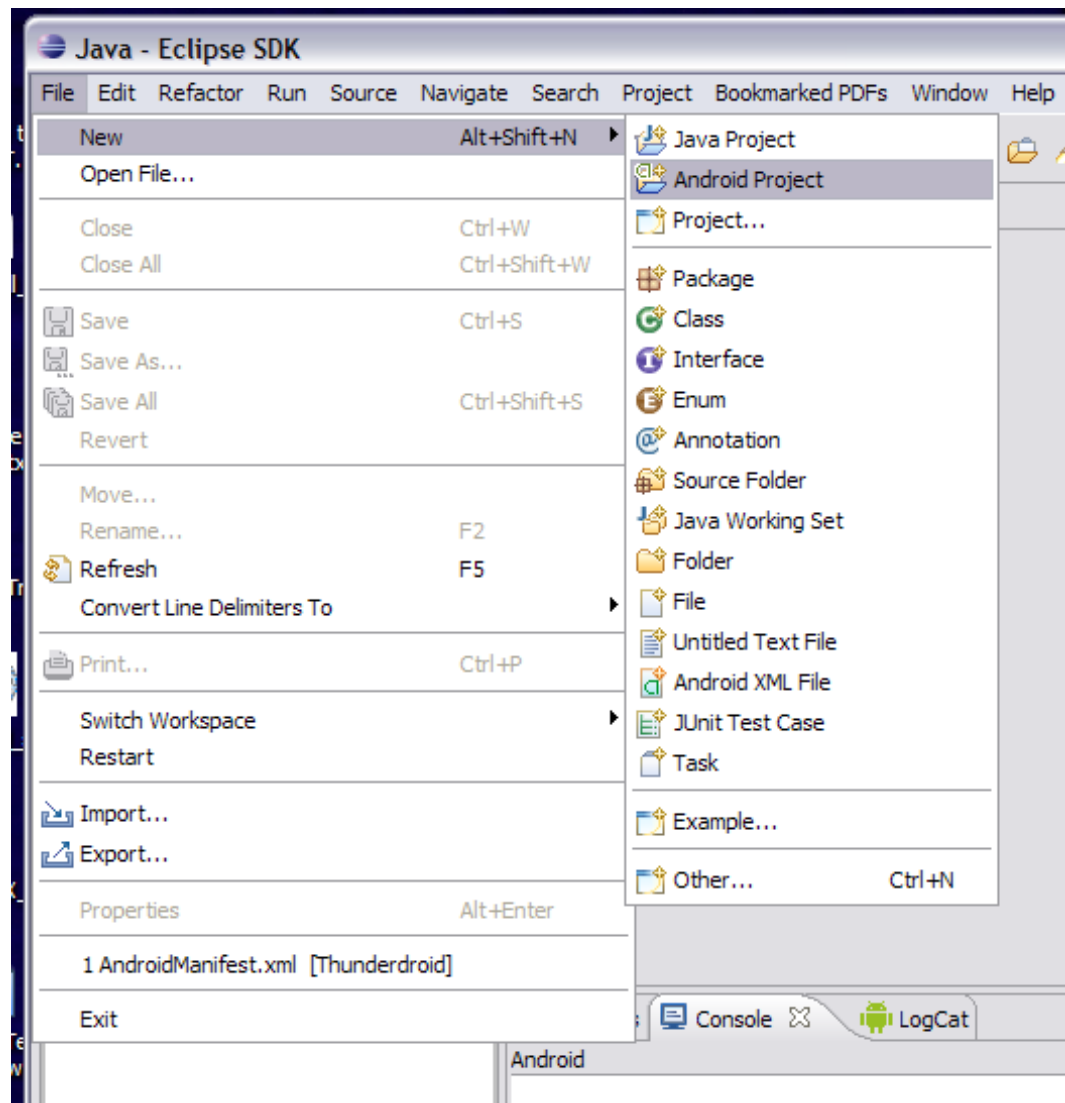 Java - Eclipse SDK
File Edit Refactor Run Source Navigate Search Project Bookmarked PDFs Window Help
New Alt+Shift+N
Open File...
Close Ctrl+W
Close All Ctrl+Shift+W
Save Ctrl+S
Save As...
Save All Ctrl+Shift+S
Revert
Move...
Rename... F2
Refresh F5
Convert Line Delimiters To
Print... Ctrl+P
Switch Workspace
Restart
Import...
Export...
Properties Alt+Enter
1 AndroidManifest.xml [Thunderdroid]
Exit
Java Project
Android Project
Project...
Package
Class
Interface
Enum
Annotation
Source Folder
Java Working Set
Folder
File
Untitled Text File
Android XML File
JUnit Test Case
Task
Example...
Other... Ctrl+N
Console LogCat
Android